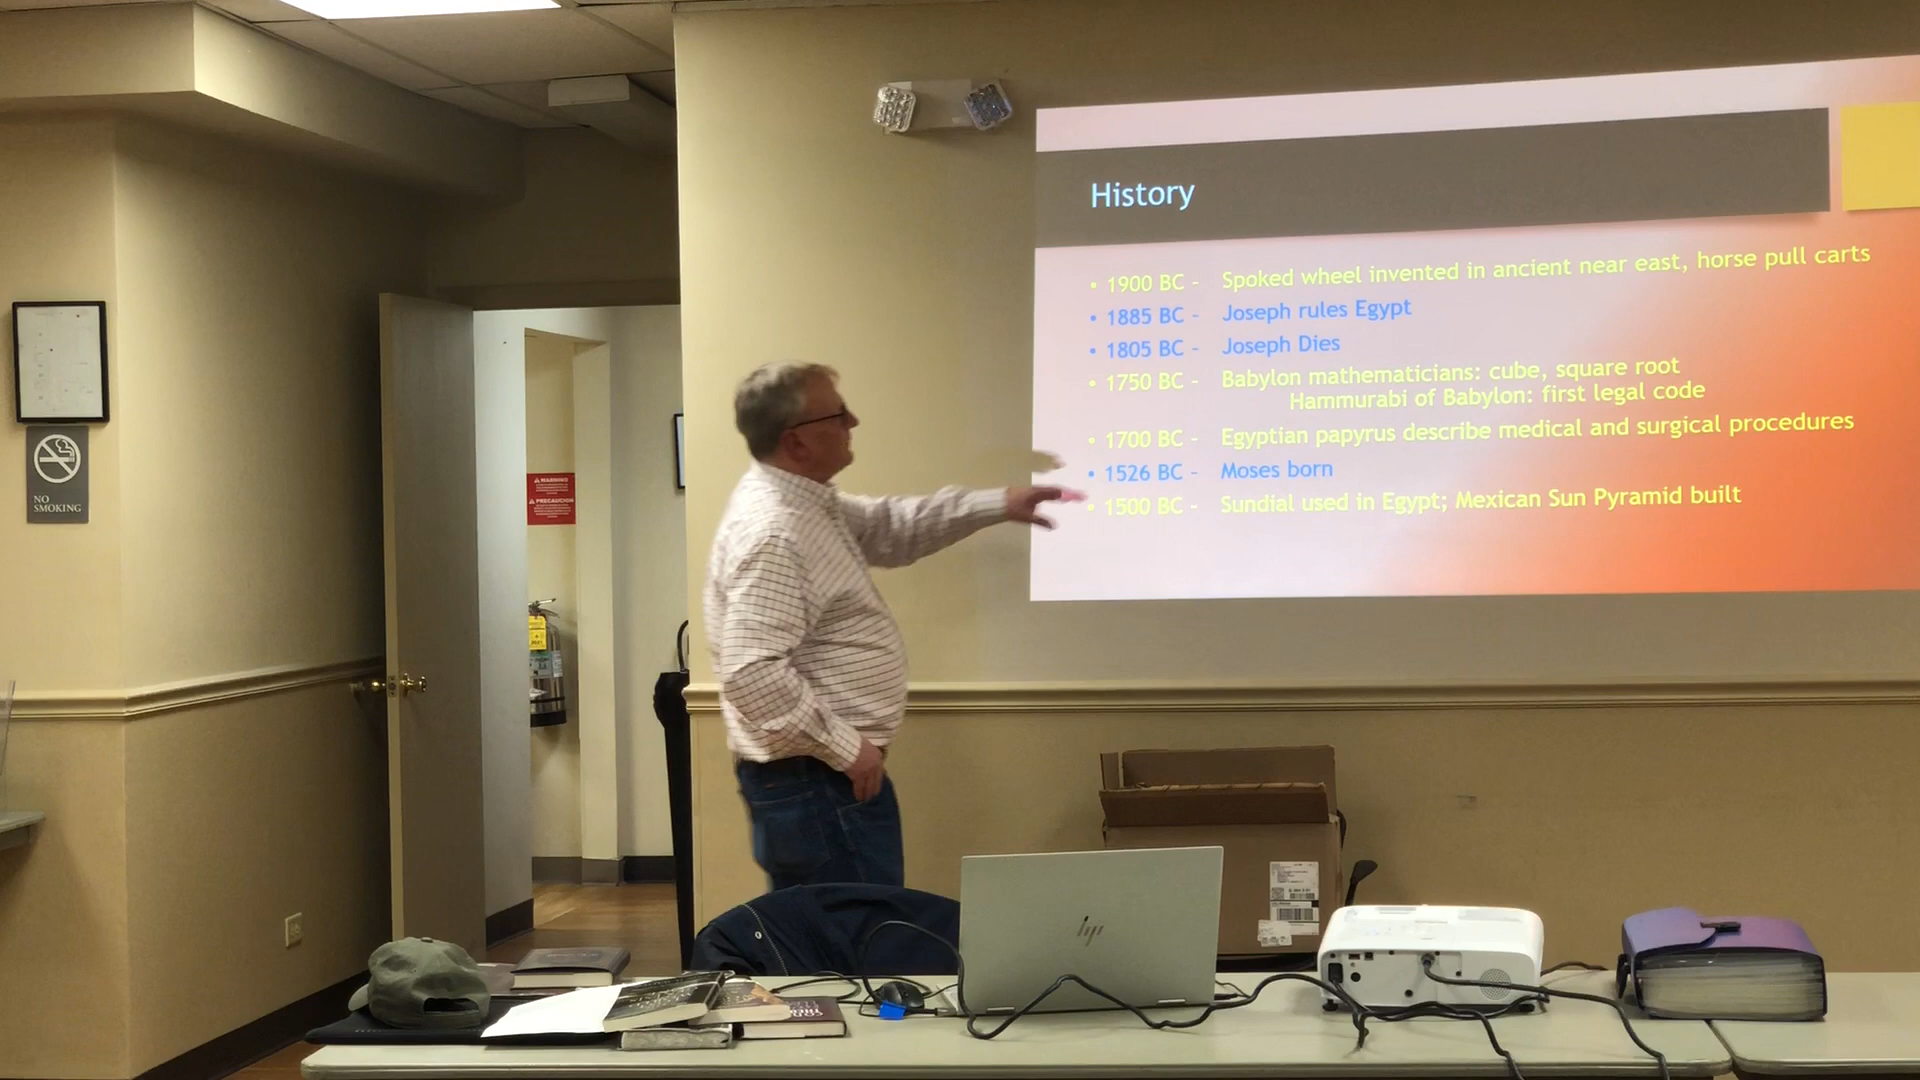 History
• 1900 BC - Spoked wheel invented in ancient near east, horse pull carts
• 1885 BC - Joseph rules Egypt
• 1805 BC - Joseph Dies
• 1750 BC - Babylon mathematicians: cube, square root
Hammurabi of Babylon: first legal code
• 1700 BC - Egyptian papyrus describe medical and surgical procedures
• 1526 BC - Moses born
• 1500 BC - Sundial used in Egypt; Mexican Sun Pyramid built
NO
SMOKING
WARNING
PRECAUCION
hp